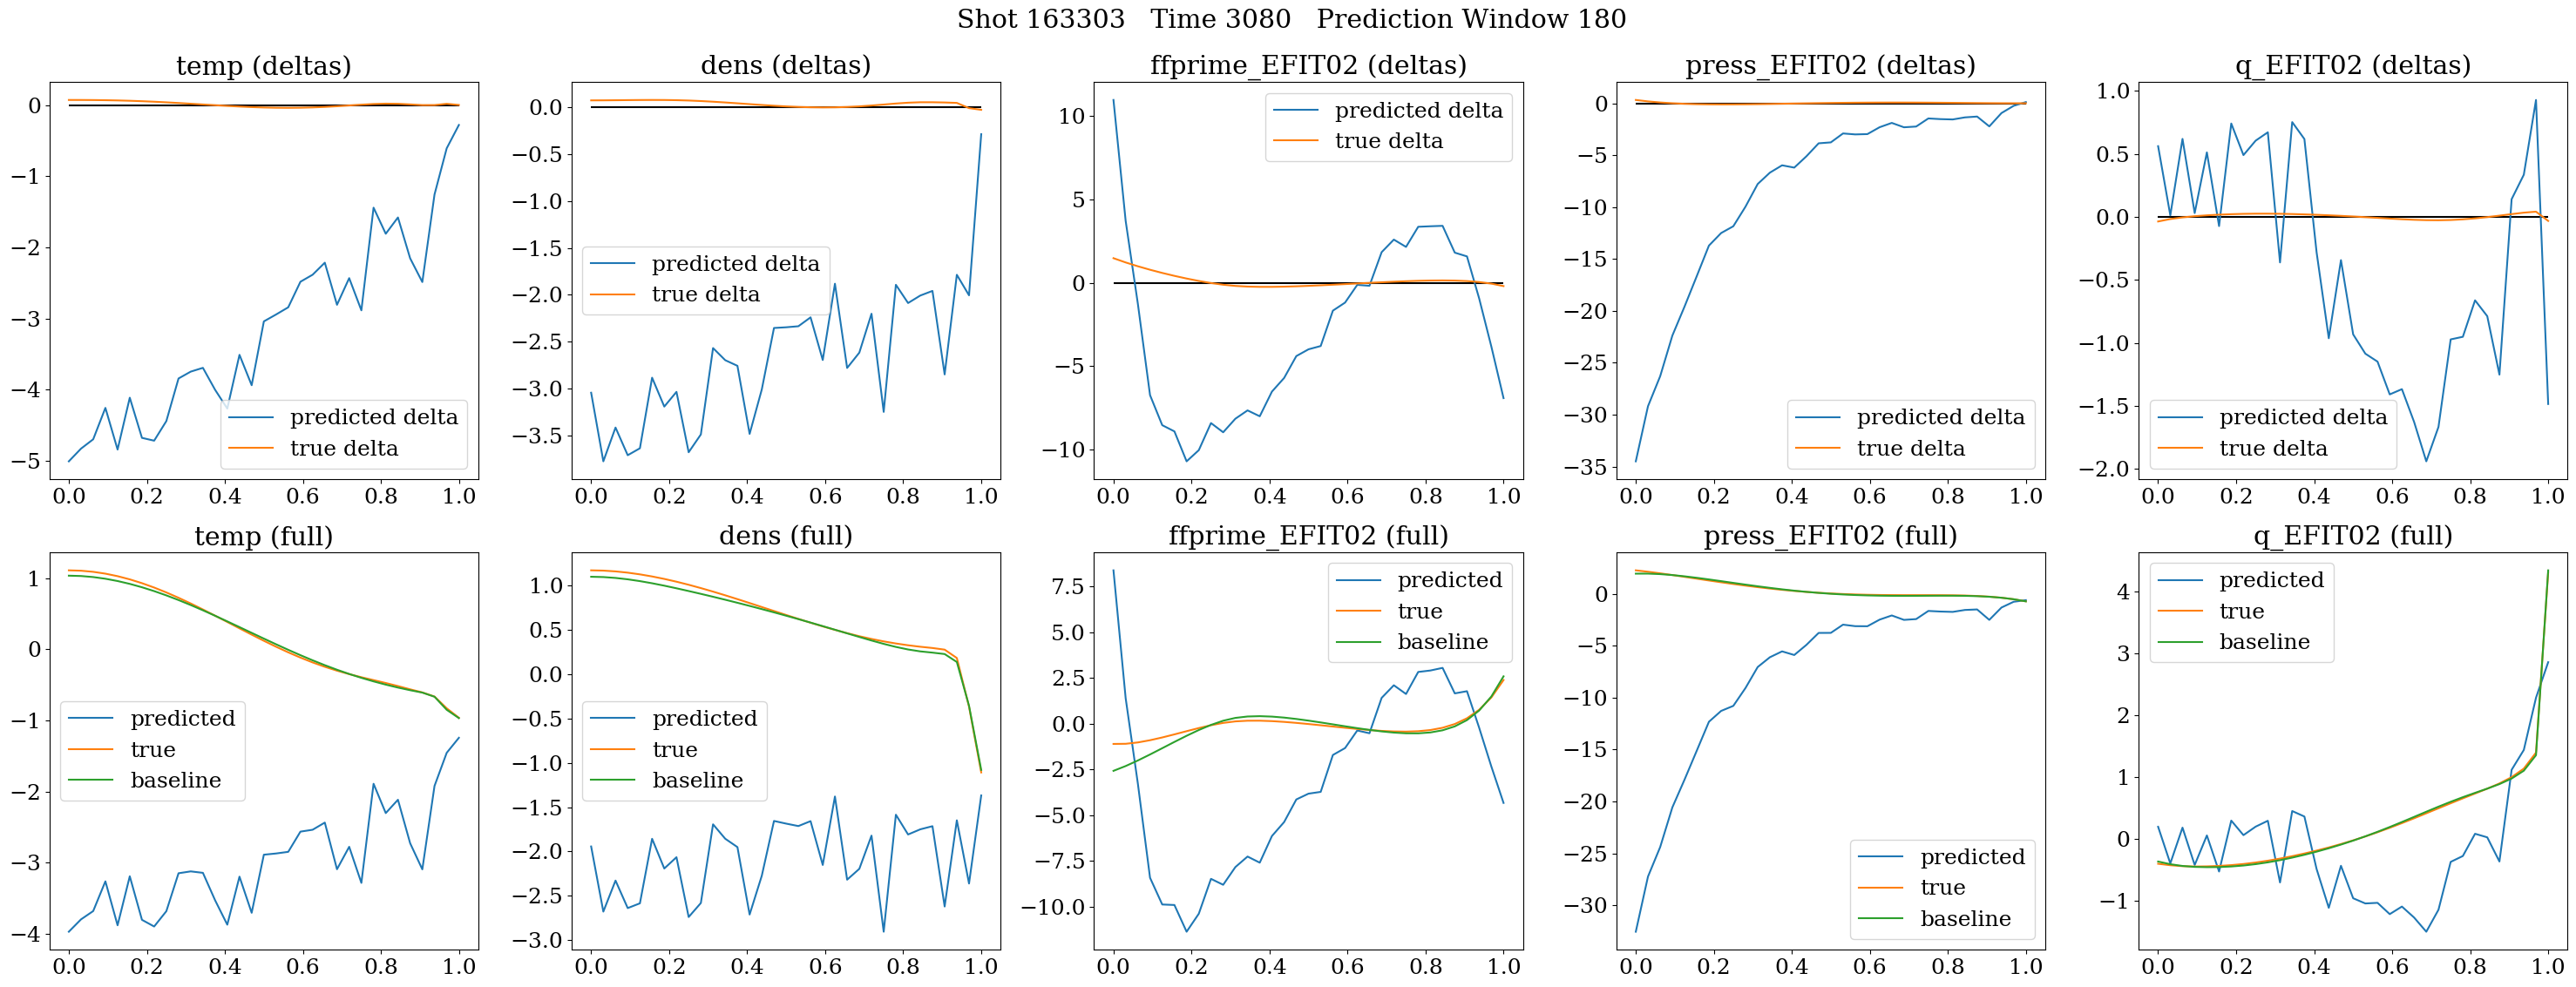 Shot 163303   Time 3080   Prediction Window 180
temp (deltas)
0
−1
−2
−3
−4
−5
0.0 0.2 0.4 0.6 0.8 1.0
predicted delta
true delta
dens (deltas)
0.0
−0.5
−1.0
−1.5
−2.0
−2.5
−3.0
−3.5
0.0 0.2 0.4 0.6 0.8 1.0
predicted delta
true delta
ffprime_EFIT02 (deltas)
10
5
0
−5
−10
0.0 0.2 0.4 0.6 0.8 1.0
predicted delta
true delta
press_EFIT02 (deltas)
0
−5
−10
−15
−20
−25
−30
−35
0.0 0.2 0.4 0.6 0.8 1.0
predicted delta
true delta
q_EFIT02 (deltas)
1.0
0.5
0.0
−0.5
−1.0
−1.5
−2.0
0.0 0.2 0.4 0.6 0.8 1.0
predicted delta
true delta
temp (full)
1
0
−1
−2
−3
−4
0.0 0.2 0.4 0.6 0.8 1.0
predicted
true
baseline
dens (full)
1.0
0.5
0.0
−0.5
−1.0
−1.5
−2.0
−2.5
−3.0
0.0 0.2 0.4 0.6 0.8 1.0
predicted
true
baseline
ffprime_EFIT02 (full)
7.5
5.0
2.5
0.0
−2.5
−5.0
−7.5
−10.0
0.0 0.2 0.4 0.6 0.8 1.0
predicted
true
baseline
press_EFIT02 (full)
0
−5
−10
−15
−20
−25
−30
0.0 0.2 0.4 0.6 0.8 1.0
predicted
true
baseline
q_EFIT02 (full)
4
3
2
1
0
−1
0.0 0.2 0.4 0.6 0.8 1.0
predicted
true
baseline